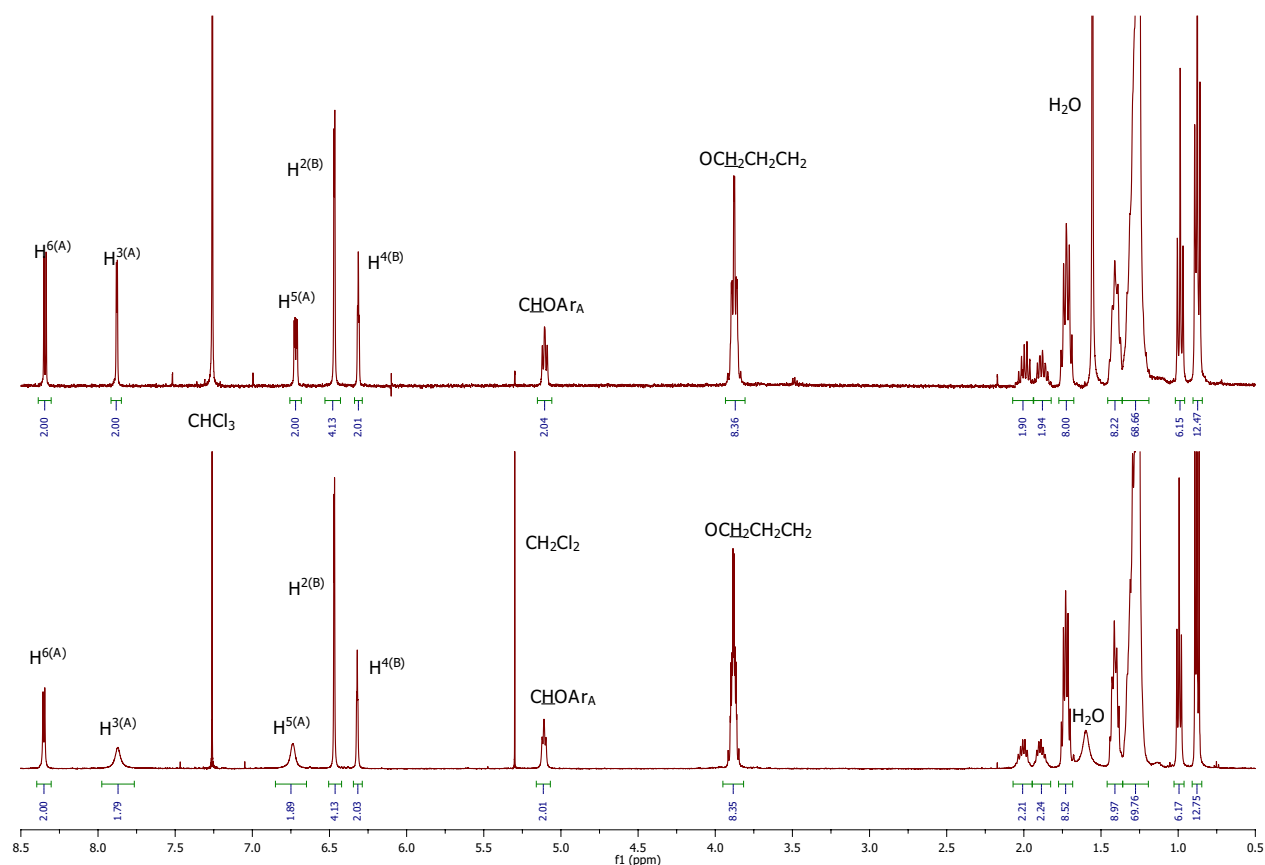 H₂O
OCH₂CH₂CH₂
H²⁽ᴮ⁾
H⁶⁽ᴬ⁾
H³⁽ᴬ⁾
H⁴⁽ᴮ⁾
H⁵⁽ᴬ⁾
CHOArA
2.00
2.00
2.00
4.13
2.01
2.04
8.36
1.90
1.94
8.00
8.22
68.66
6.15
12.47
CHCl₃
OCH₂CH₂CH₂
CH₂Cl₂
H²⁽ᴮ⁾
H⁶⁽ᴬ⁾
H⁴⁽ᴮ⁾
CHOArA
H³⁽ᴬ⁾
H⁵⁽ᴬ⁾
H₂O
2.00
1.79
1.89
4.13
2.03
2.01
8.35
2.21
2.24
8.52
8.97
69.76
6.17
12.75
8.5 8.0 7.5 7.0 6.5 6.0 5.5 5.0 4.5 4.0 3.5 3.0 2.5 2.0 1.5 1.0 0.5
f1 (ppm)